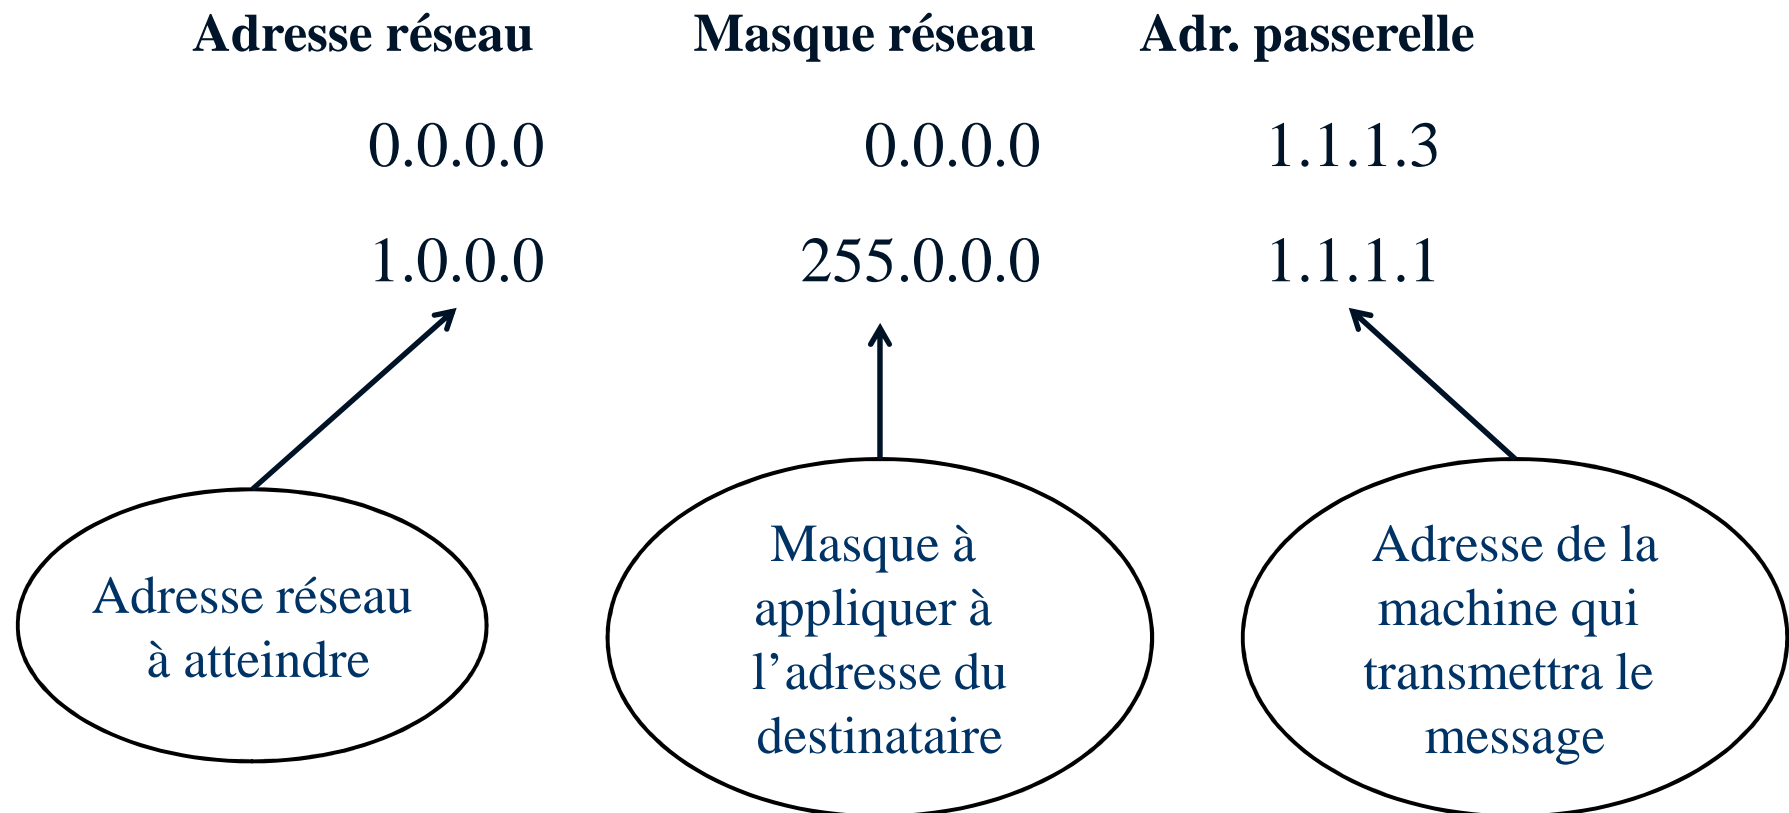 Adresse réseau Masque réseau Adr. passerelle
0.0.0.0 0.0.0.0 1.1.1.3
1.0.0.0 255.0.0.0 1.1.1.1
Adresse réseau
à atteindre
Masque à
appliquer à
l’adresse du
destinataire
Adresse de la
machine qui
transmettra le
message